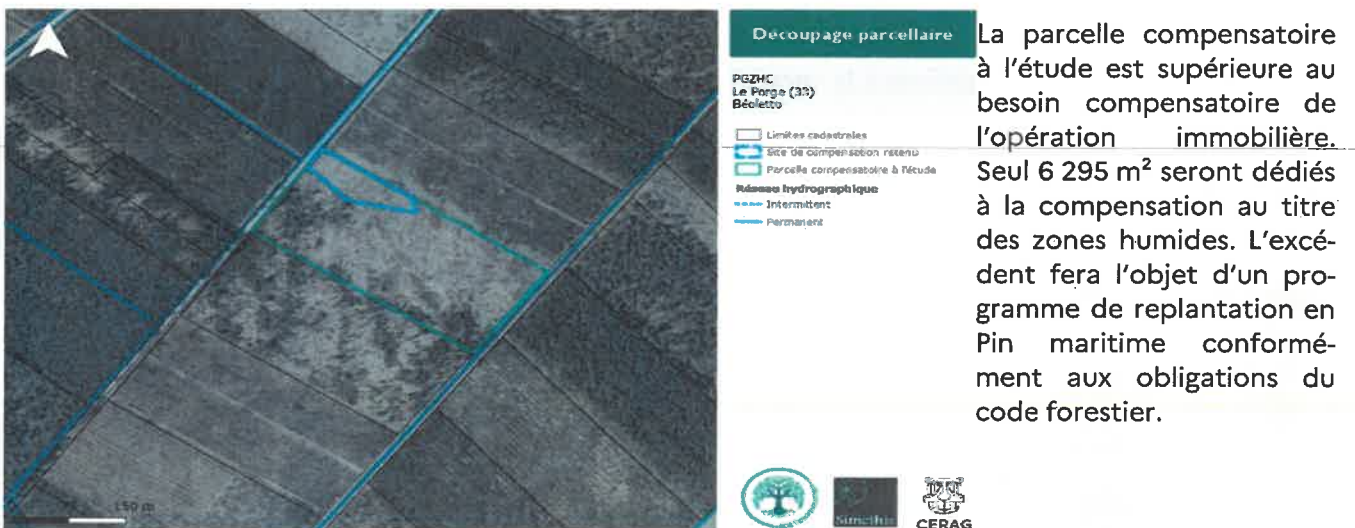 Découpage parcellaire
PGZHC
Le Porge (33)
Béoletto
Limites cadastrales
Site de compensation retenu
Parcelle compensatoire à l'étude
Réseau hydrographique
Intermittent
Permanent
150 m
Simethis
CERAG
La parcelle compensatoire
à l'étude est supérieure au
besoin compensatoire de
l'opération immobilière.
Seul 6 295 m² seront dédiés
à la compensation au titre
des zones humides. L'excé-
dent fera l'objet d'un pro-
gramme de replantation en
Pin maritime conformé-
ment aux obligations du
code forestier.